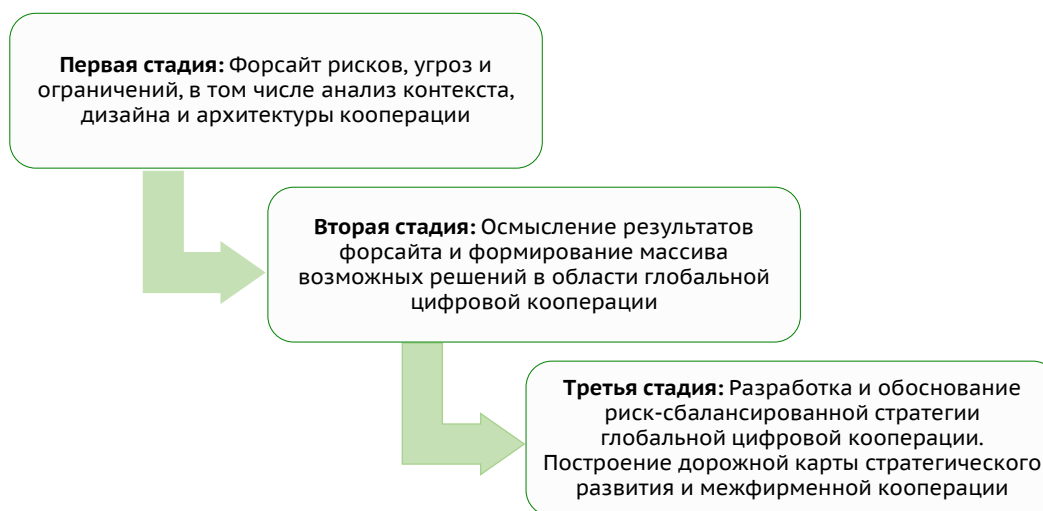 Первая стадия: Форсайт рисков, угроз и
ограничений, в том числе анализ контекста,
дизайна и архитектуры кооперации
Вторая стадия: Осмысление результатов
форсайта и формирование массива
возможных решений в области глобальной
цифровой кооперации
Третья стадия: Разработка и обоснование
риск-сбалансированной стратегии
глобальной цифровой кооперации.
Построение дорожной карты стратегического
развития и межфирменной кооперации